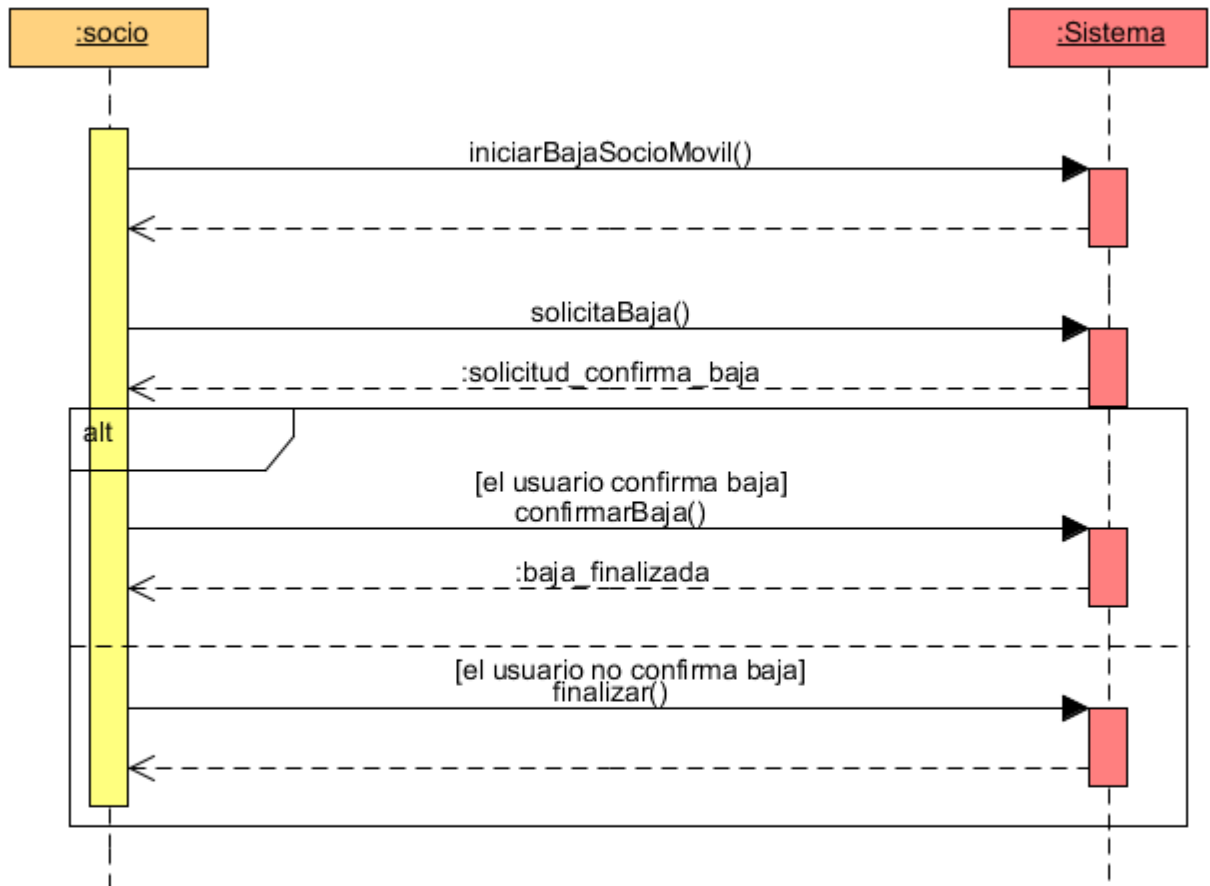 :socio
:Sistema
iniciarBajaSocioMovil()
solicitaBaja()
:solicitud_confirma_baja
alt
[el usuario confirma baja]
confirmarBaja()
:baja_finalizada
[el usuario no confirma baja]
finalizar()